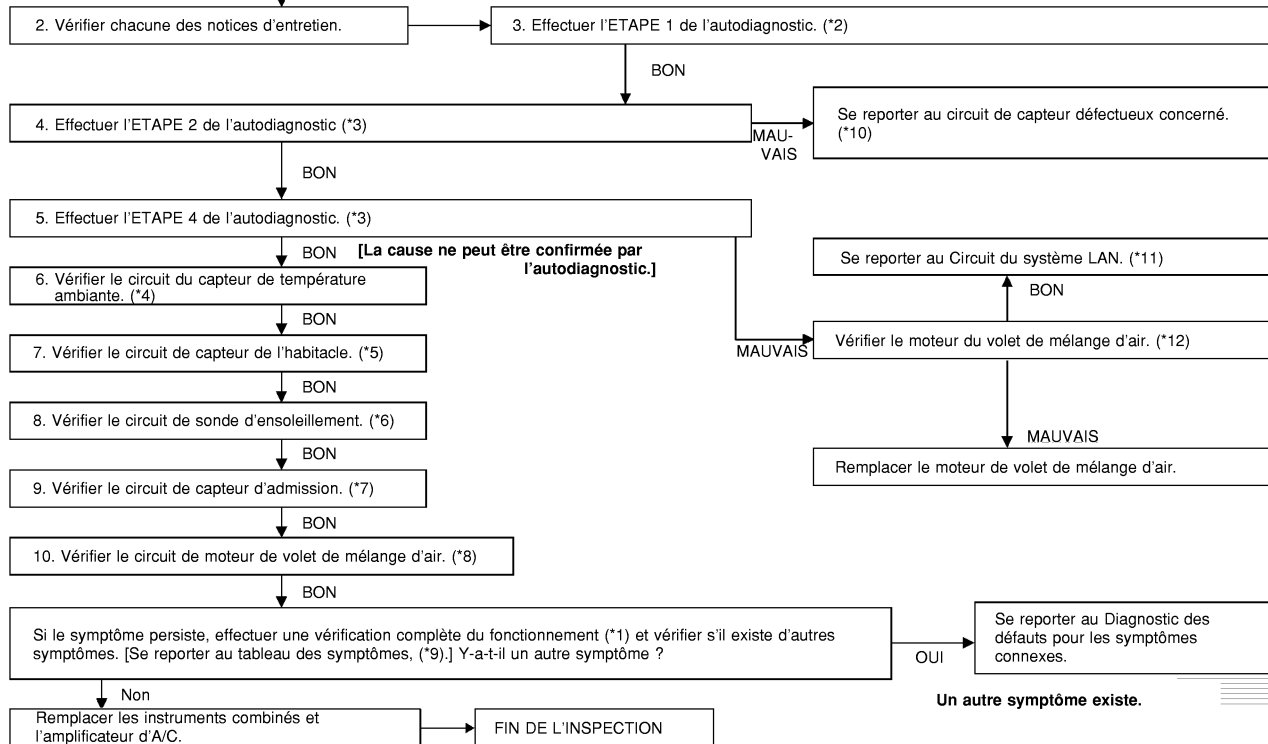 2. Vérifier chacune des notices d'entretien.
3. Effectuer l'ETAPE 1 de l'autodiagnostic. (*2)
BON
4. Effectuer l'ETAPE 2 de l'autodiagnostic (*3)
MAU-
VAIS
Se reporter au circuit de capteur défectueux concerné.
(*10)
BON
5. Effectuer l'ETAPE 4 de l'autodiagnostic. (*3)
BON
[La cause ne peut être confirmée par
l'autodiagnostic.]
Se reporter au Circuit du système LAN. (*11)
BON
MAUVAIS
Vérifier le moteur du volet de mélange d'air. (*12)
MAUVAIS
Remplacer le moteur de volet de mélange d'air.
6. Vérifier le circuit du capteur de température
ambiante. (*4)
BON
7. Vérifier le circuit de capteur de l'habitacle. (*5)
BON
8. Vérifier le circuit de sonde d'ensoleillement. (*6)
BON
9. Vérifier le circuit de capteur d'admission. (*7)
BON
10. Vérifier le circuit de moteur de volet de mélange d'air. (*8)
BON
Si le symptôme persiste, effectuer une vérification complète du fonctionnement (*1) et vérifier s'il existe d'autres
symptômes. [Se reporter au tableau des symptômes, (*9).] Y-a-t-il un autre symptôme ?
OUI
Se reporter au Diagnostic des
défauts pour les symptômes
connexes.
Un autre symptôme existe.
Non
Remplacer les instruments combinés et
l'amplificateur d'A/C.
FIN DE L'INSPECTION